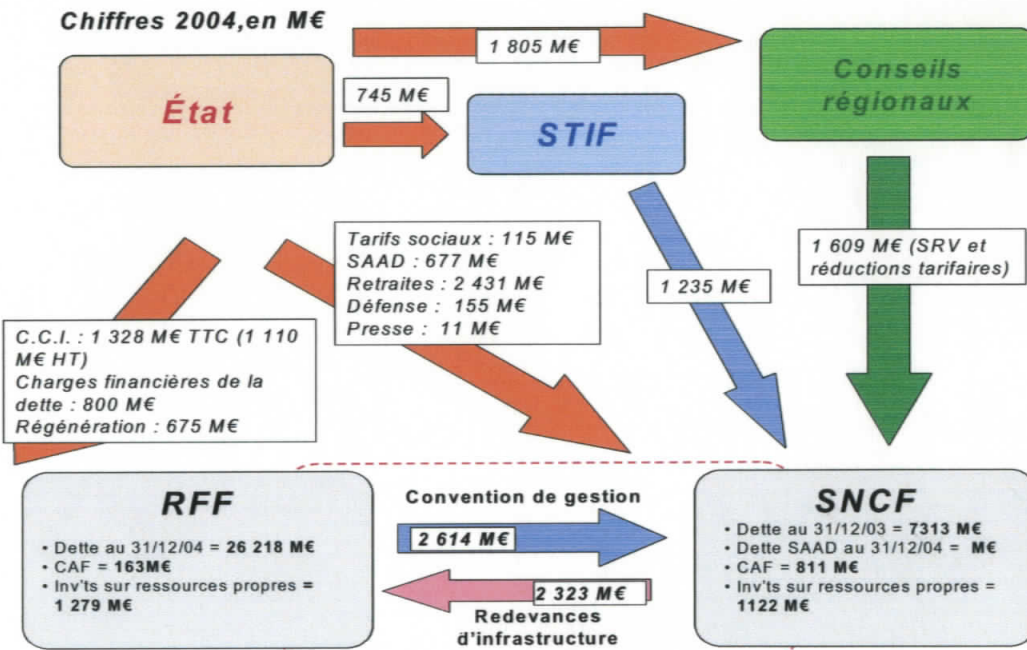 Chiffres 2004,en M€
1 805 M€
État
745 M€
STIF
Conseils
régionaux
Tarifs sociaux : 115 M€
SAAD : 677 M€
Retraites : 2 431 M€
Défense : 155 M€
Presse : 11 M€
1 235 M€
1 609 M€ (SRV et
réductions tarifaires)
C.C.I. : 1 328 M€ TTC (1 110
M€ HT)
Charges financières de la
dette : 800 M€
Régénération : 675 M€
RFF
• Dette au 31/12/04 = 26 218 M€
• CAF = 163M€
• Inv'ts sur ressources propres =
1 279 M€
Convention de gestion
2 614 M€
2 323 M€
Redevances
d'infrastructure
SNCF
• Dette au 31/12/03 = 7313 M€
• Dette SAAD au 31/12/04 = M€
• CAF = 811 M€
• Inv'ts sur ressources propres =
1122 M€